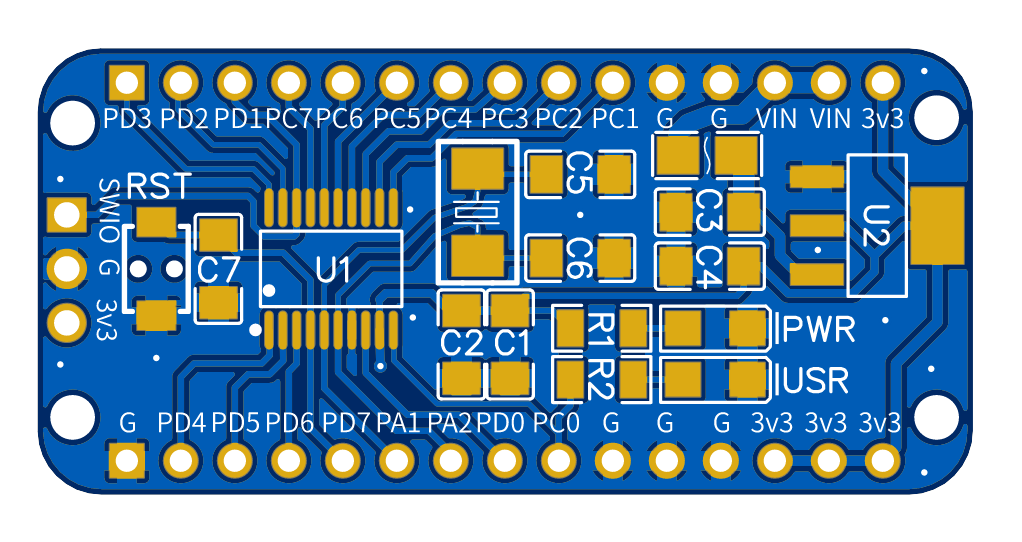 PD3 PD2 PD1 PC7 PC6 PC5 PC4 PC3 PC2 PC1 G G VIN VIN 3v3
SWIO
G
3v3
RST
C7
U1
C5
C6
C3
C4
U2
C2 C1
R1
R2
PWR
USR
G PD4 PD5 PD6 PD7 PA1 PA2 PD0 PC0 G G G 3v3 3v3 3v3